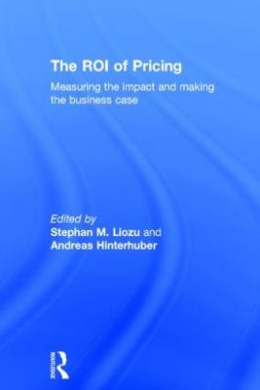 The ROI of Pricing
Measuring the impact and making
the business case
Edited by
Stephan M. Liozu and
Andreas Hinterhuber
ROUTLEDGE